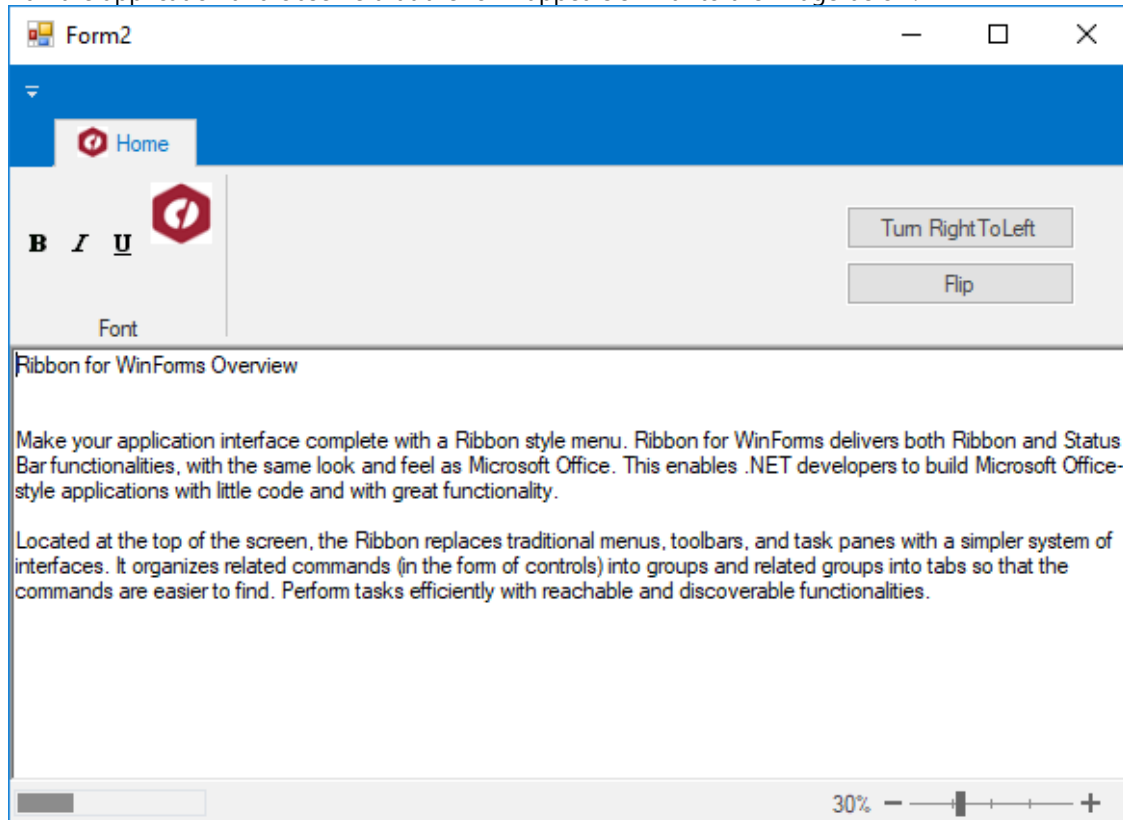 Form2
Home
B I U
Font
Turn RightToLeft
Flip
Ribbon for WinForms Overview
Make your application interface complete with a Ribbon style menu. Ribbon for WinForms delivers both Ribbon and Status
Bar functionalities, with the same look and feel as Microsoft Office. This enables .NET developers to build Microsoft Office-
style applications with little code and with great functionality.
Located at the top of the screen, the Ribbon replaces traditional menus, toolbars, and task panes with a simpler system of
interfaces. It organizes related commands (in the form of controls) into groups and related groups into tabs so that the
commands are easier to find. Perform tasks efficiently with reachable and discoverable functionalities.
30%